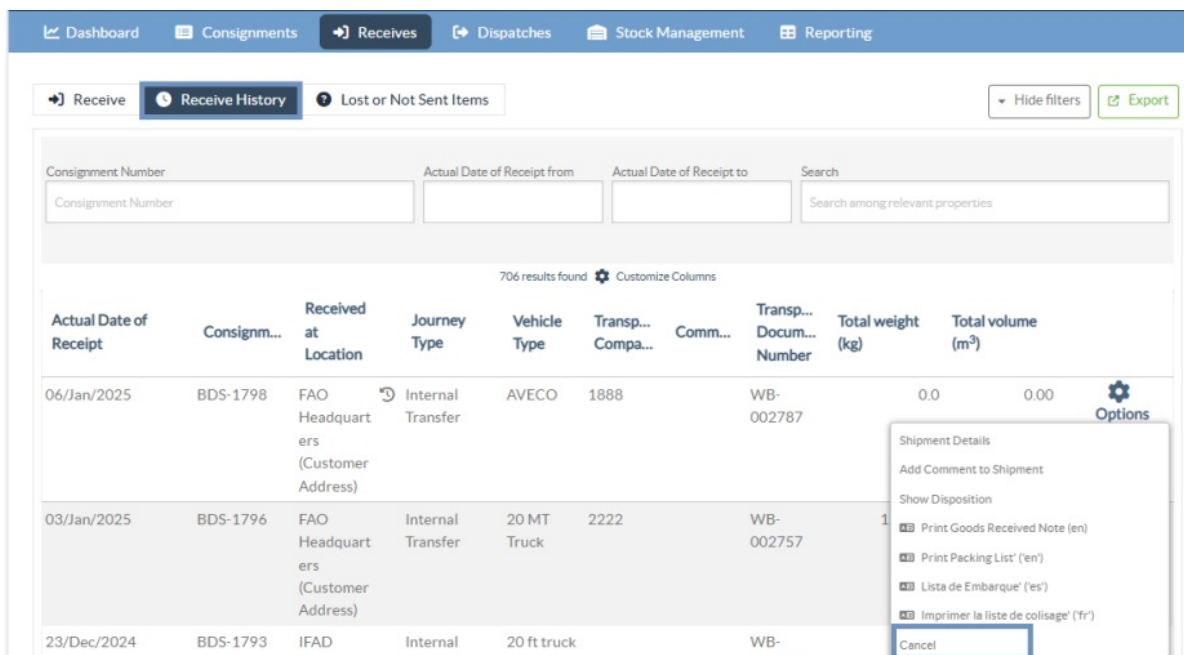 Dashboard Consignments Receives Dispatches Stock Management Reporting
Receive Receive History Lost or Not Sent Items Hide filters Export
Consignment Number Actual Date of Receipt from Actual Date of Receipt to Search
Consignment Number Search among relevant properties
706 results found Customize Columns
Actual Date of Receipt Consignm... Received at Location Journey Type Vehicle Type Transp... Compa... Comm... Transp... Docum... Number Total weight (kg) Total volume (m³)
06/Jan/2025 BDS-1798 FAO Internal AVECO 1888 WB- 0.0 0.00
Headquart Transfer 002787 Options
ers
(Customer
Address)
Shipment Details
Add Comment to Shipment
Show Disposition
03/Jan/2025 BDS-1796 FAO Internal 20 MT 2222 WB- 1
Headquart Transfer Truck 002757
ers
(Customer
Address)
Print Goods Received Note (en)
Print Packing List' ('en')
Lista de Embarque' ('es')
Imprimer la liste de colisage' ('fr')
23/Dec/2024 BDS-1793 IFAD Internal 20 ft truck WB-
Cancel